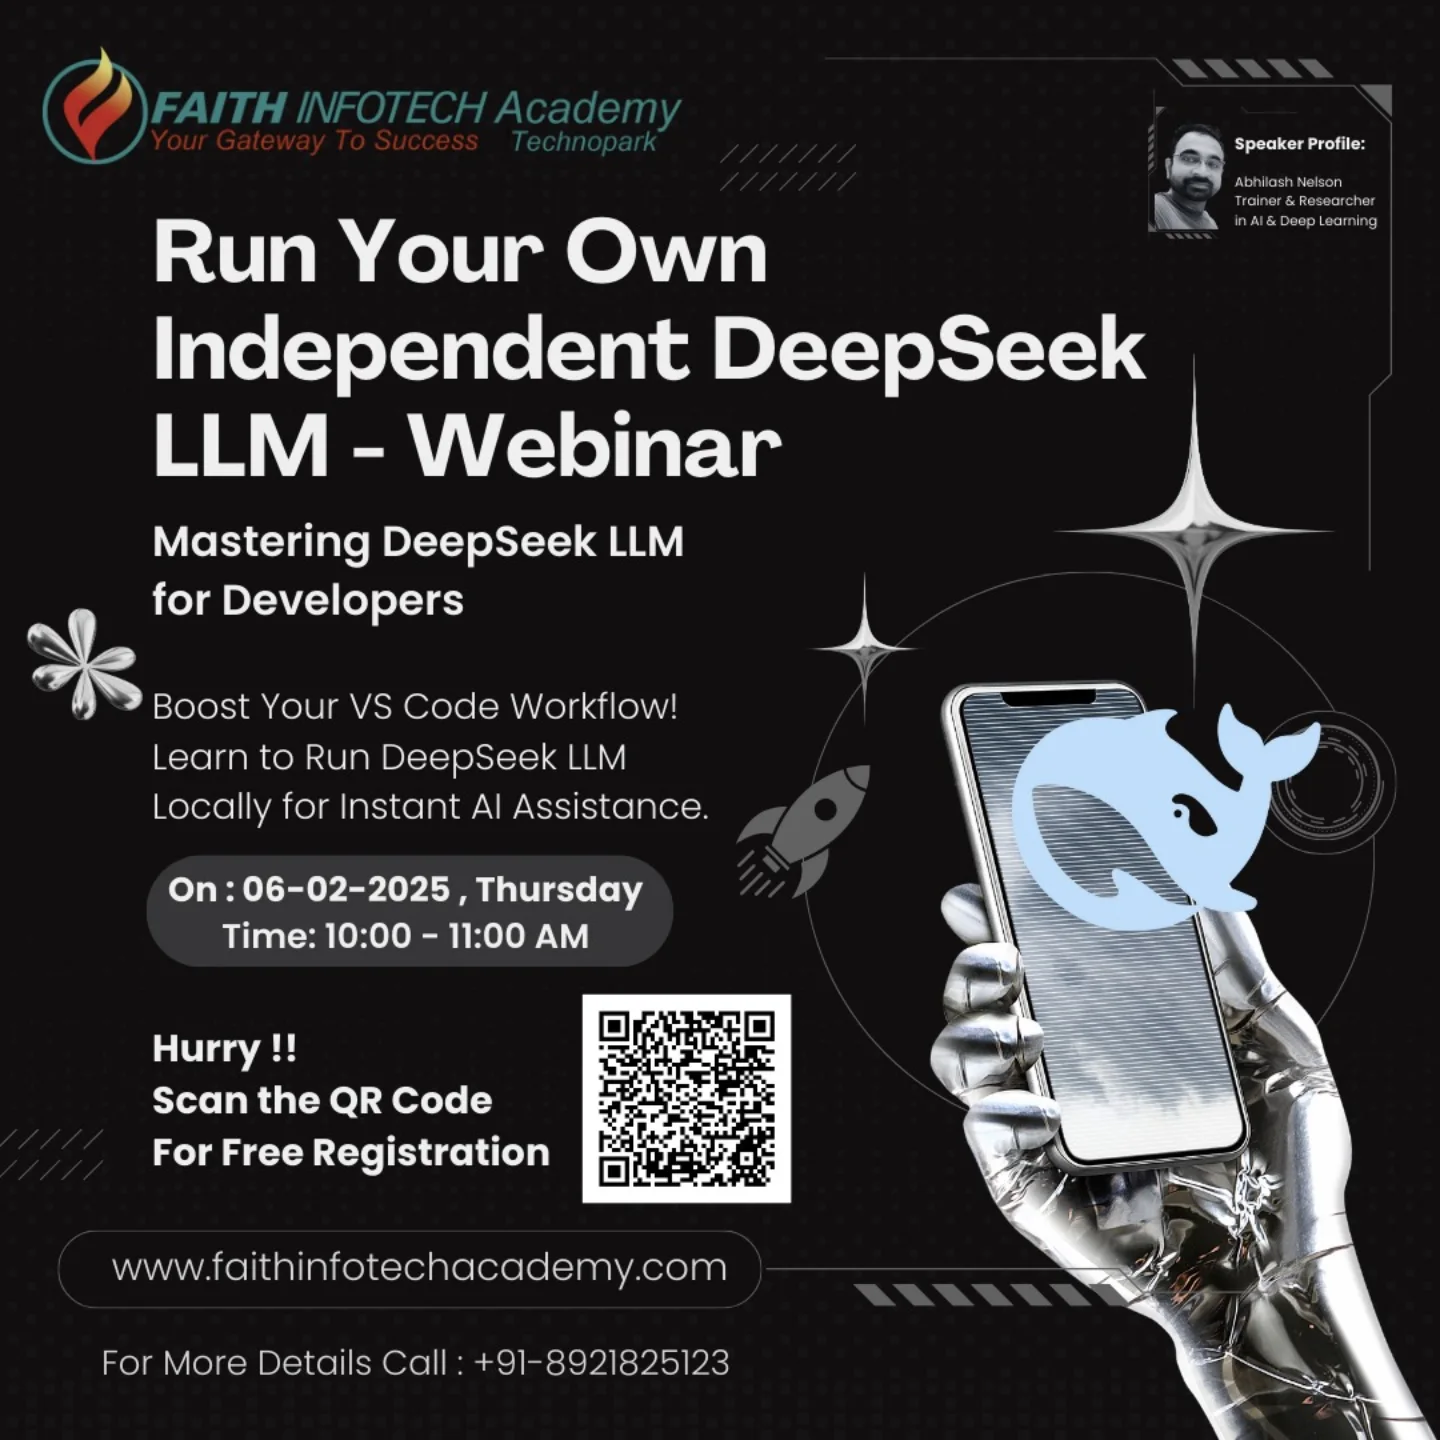 FAITH INFOTECH Academy
Your Gateway To Success Technopark
Speaker Profile:
Abhilash Nelson
Trainer & Researcher
in AI & Deep Learning
Run Your Own
Independent DeepSeek
LLM - Webinar
Mastering DeepSeek LLM
for Developers
Boost Your VS Code Workflow!
Learn to Run DeepSeek LLM
Locally for Instant AI Assistance.
On : 06-02-2025 , Thursday
Time: 10:00 - 11:00 AM
Hurry !!
Scan the QR Code
For Free Registration
www.faithinfotechacademy.com
For More Details Call : +91-8921825123